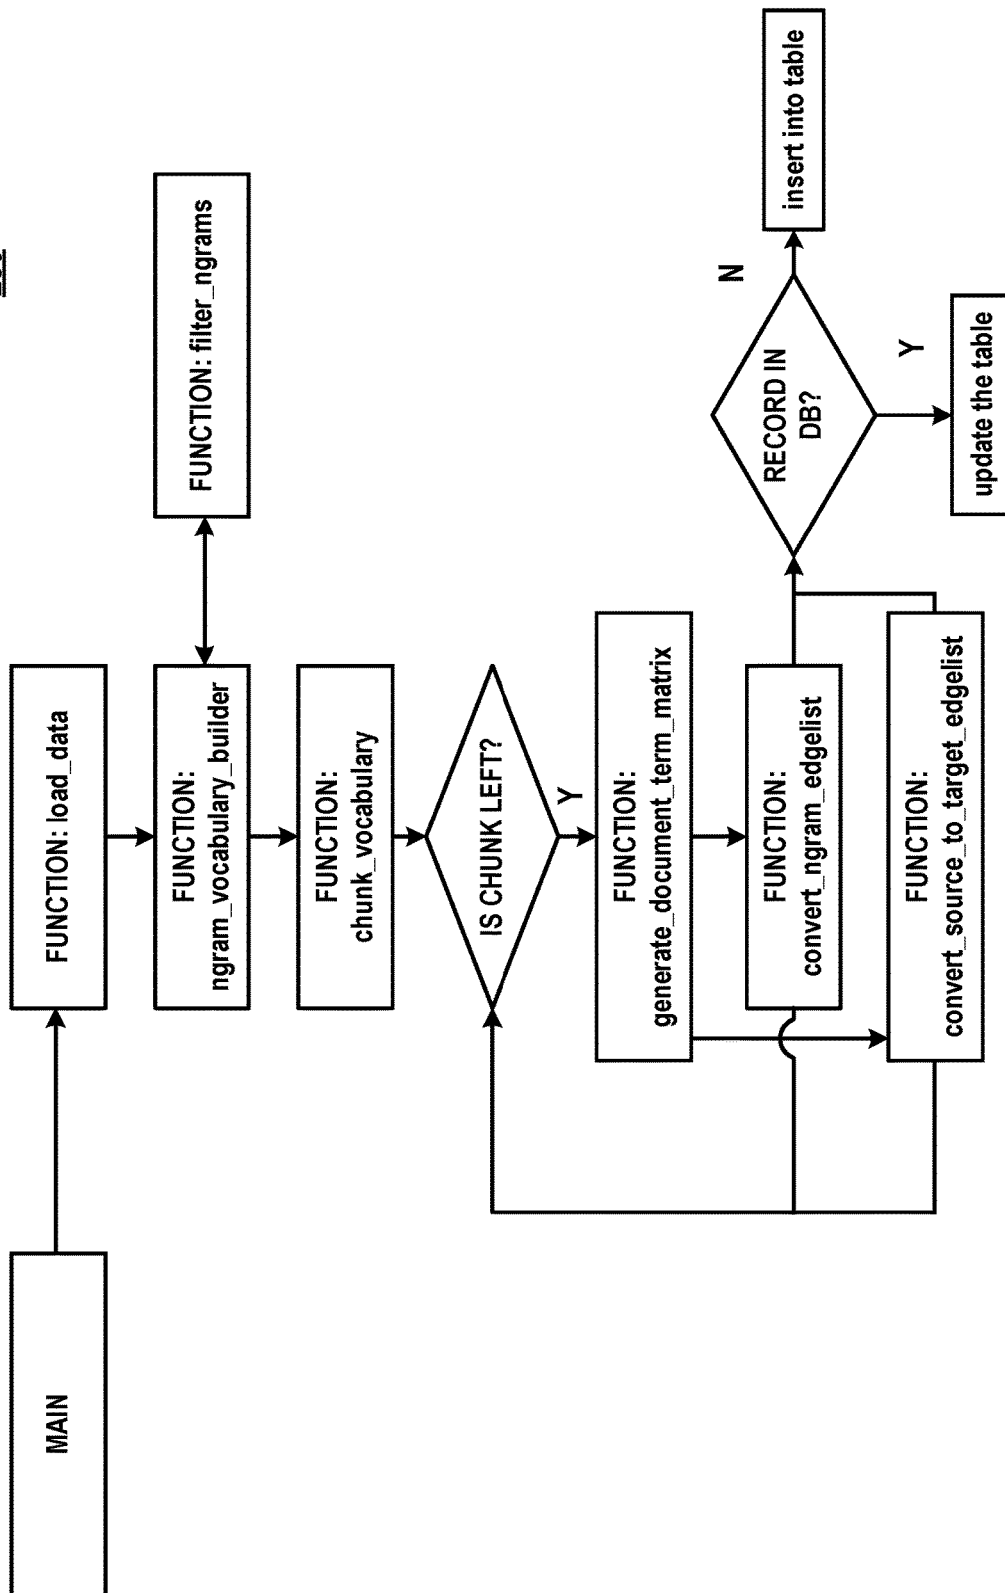 MAIN
FUNCTION: load_data
FUNCTION:
ngram_vocabulary_builder
FUNCTION: filter_ngrams
FUNCTION:
chunk_vocabulary
IS CHUNK LEFT?
Y
FUNCTION:
generate_document_term_matrix
FUNCTION:
convert_ngram_edgelist
FUNCTION:
convert_source_to_target_edgelist
RECORD IN
DB?
N
insert into table
Y
update the table